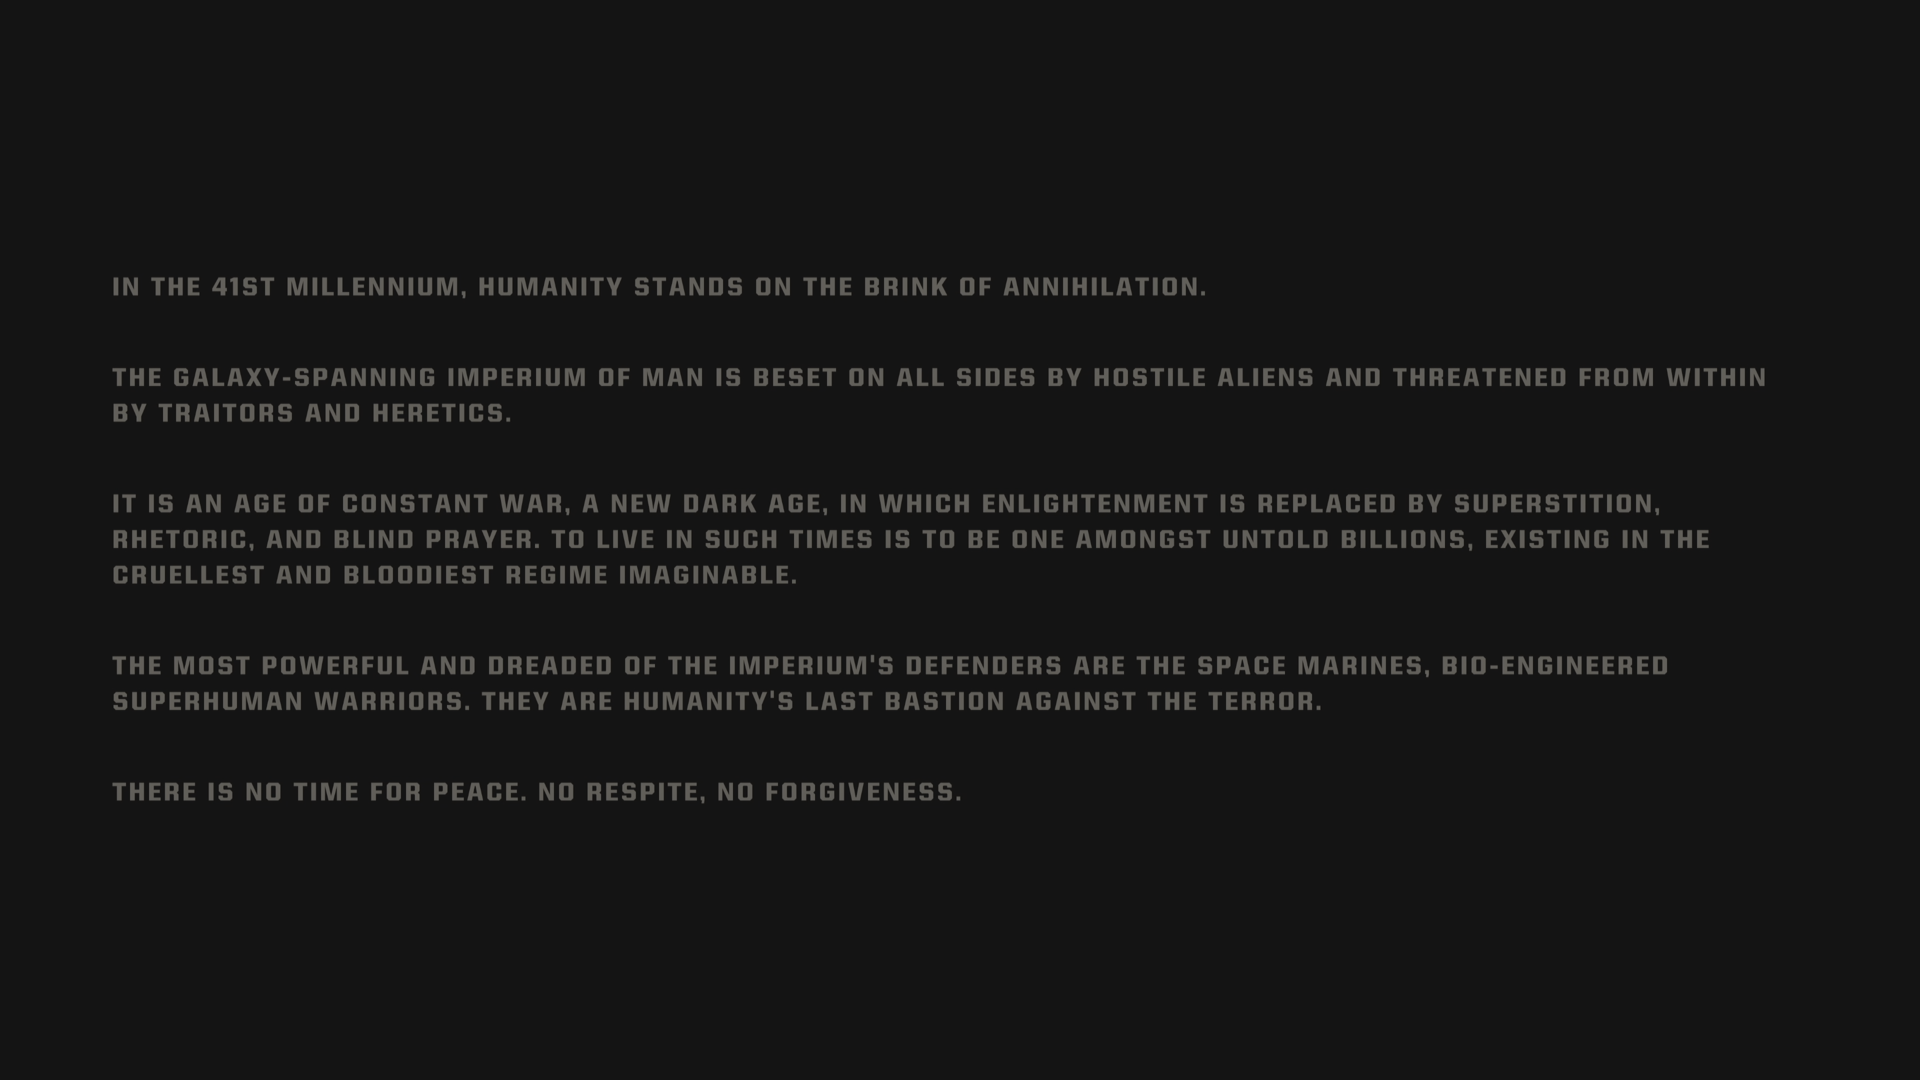 IN THE 41ST MILLENNIUM, HUMANITY STANDS ON THE BRINK OF ANNIHILATION.
THE GALAXY-SPANNING IMPERIUM OF MAN IS BESET ON ALL SIDES BY HOSTILE ALIENS AND THREATENED FROM WITHIN
BY TRAITORS AND HERETICS.
IT IS AN AGE OF CONSTANT WAR, A NEW DARK AGE, IN WHICH ENLIGHTENMENT IS REPLACED BY SUPERSTITION,
RHETORIC, AND BLIND PRAYER. TO LIVE IN SUCH TIMES IS TO BE ONE AMONGST UNTOLD BILLIONS, EXISTING IN THE
CRUELLEST AND BLOODIEST REGIME IMAGINABLE.
THE MOST POWERFUL AND DREADED OF THE IMPERIUM'S DEFENDERS ARE THE SPACE MARINES, BIO-ENGINEERED
SUPERHUMAN WARRIORS. THEY ARE HUMANITY'S LAST BASTION AGAINST THE TERROR.
THERE IS NO TIME FOR PEACE. NO RESPITE, NO FORGIVENESS.